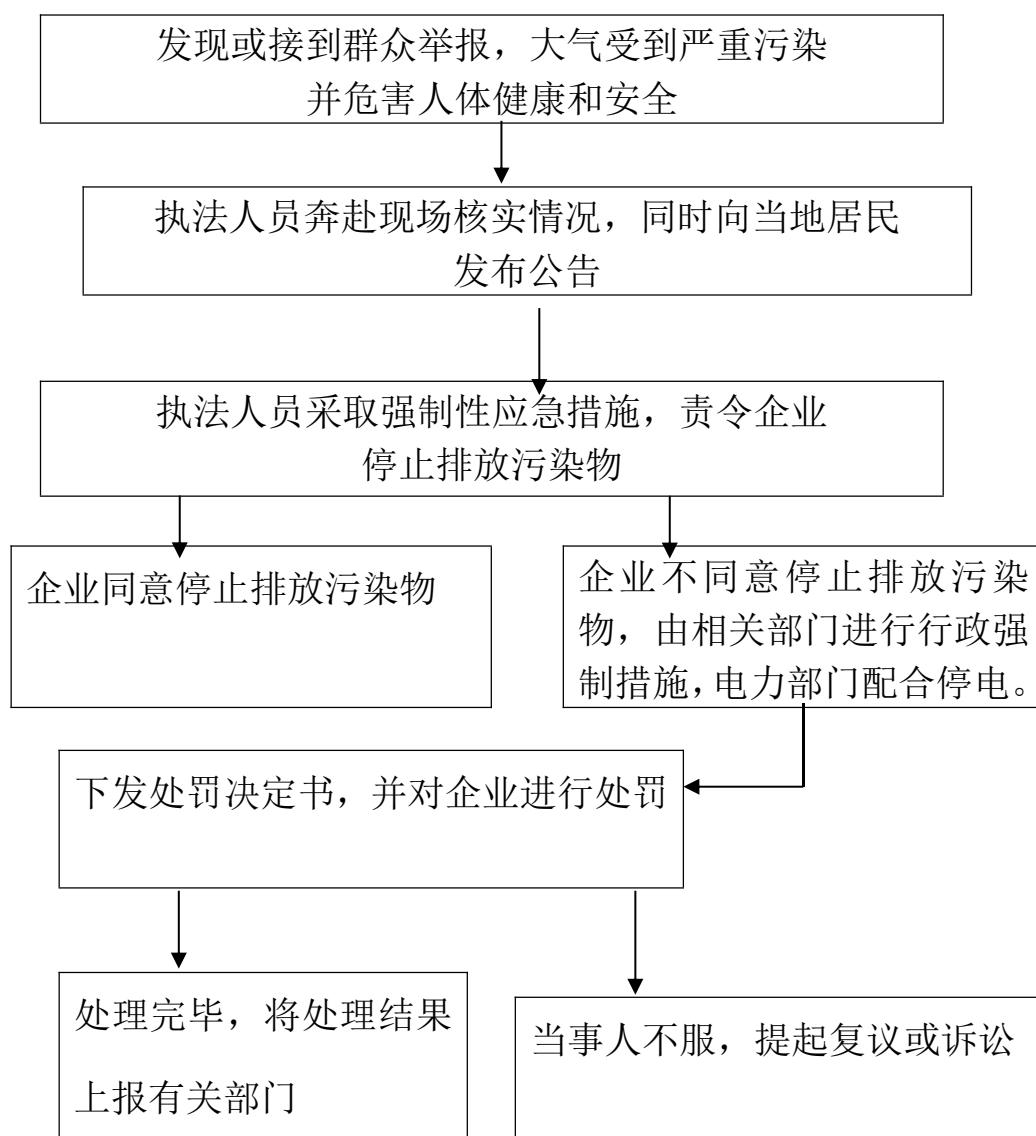 发现或接到群众举报，大气受到严重污染
并危害人体健康和安全
执法人员奔赴现场核实情况，同时向当地居民
发布公告
执法人员采取强制性应急措施，责令企业
停止排放污染物
企业同意停止排放污染物
企业不同意停止排放污染
物，由相关部门进行行政强
制措施，电力部门配合停电。
下发处罚决定书，并对企业进行处罚
处理完毕，将处理结果
上报有关部门
当事人不服，提起复议或诉讼